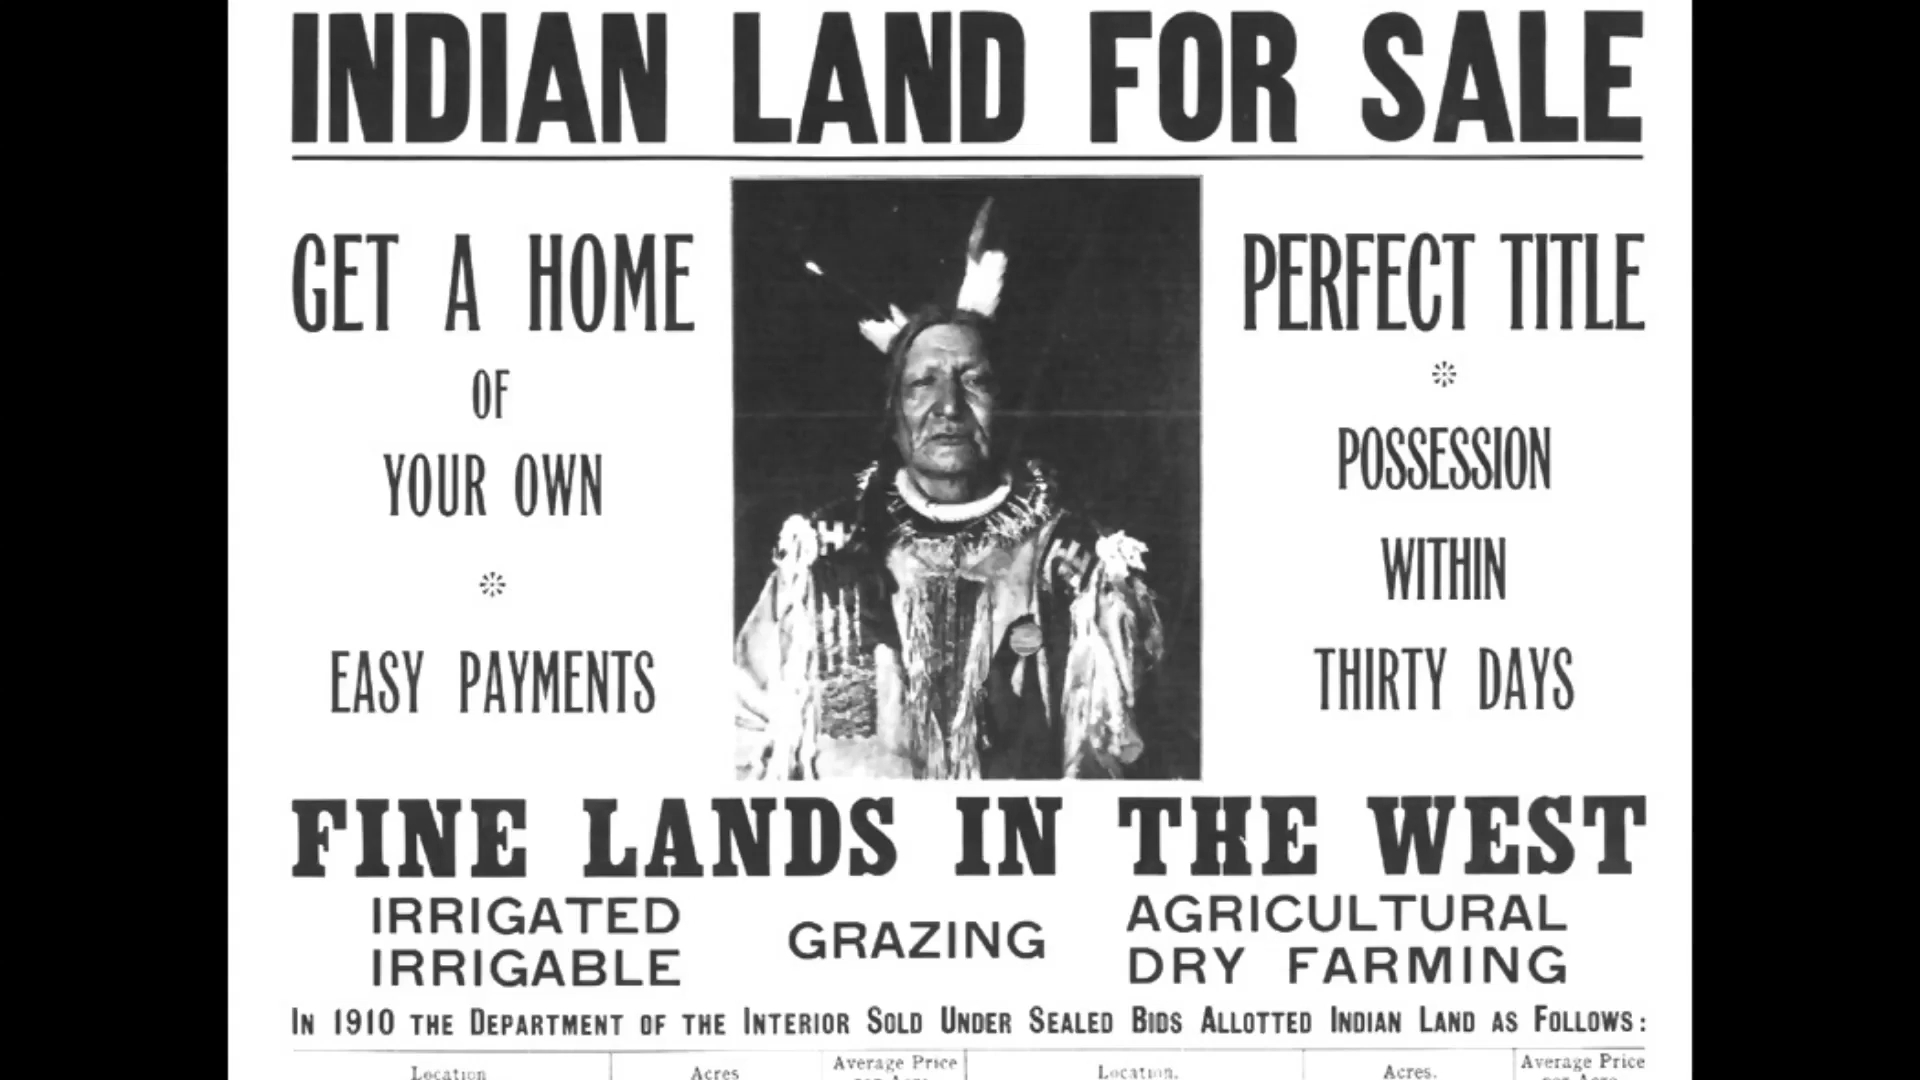 INDIAN LAND FOR SALE
GET A HOME
OF
YOUR OWN
❊
EASY PAYMENTS
PERFECT TITLE
❊
POSSESSION
WITHIN
THIRTY DAYS
FINE LANDS IN THE WEST
IRRIGATED
IRRIGABLE
GRAZING
AGRICULTURAL
DRY FARMING
IN 1910 THE DEPARTMENT OF THE INTERIOR SOLD UNDER SEALED BIDS ALLOTTED INDIAN LAND AS FOLLOWS:
Location Acres Average Price Location. Acres. Average Price